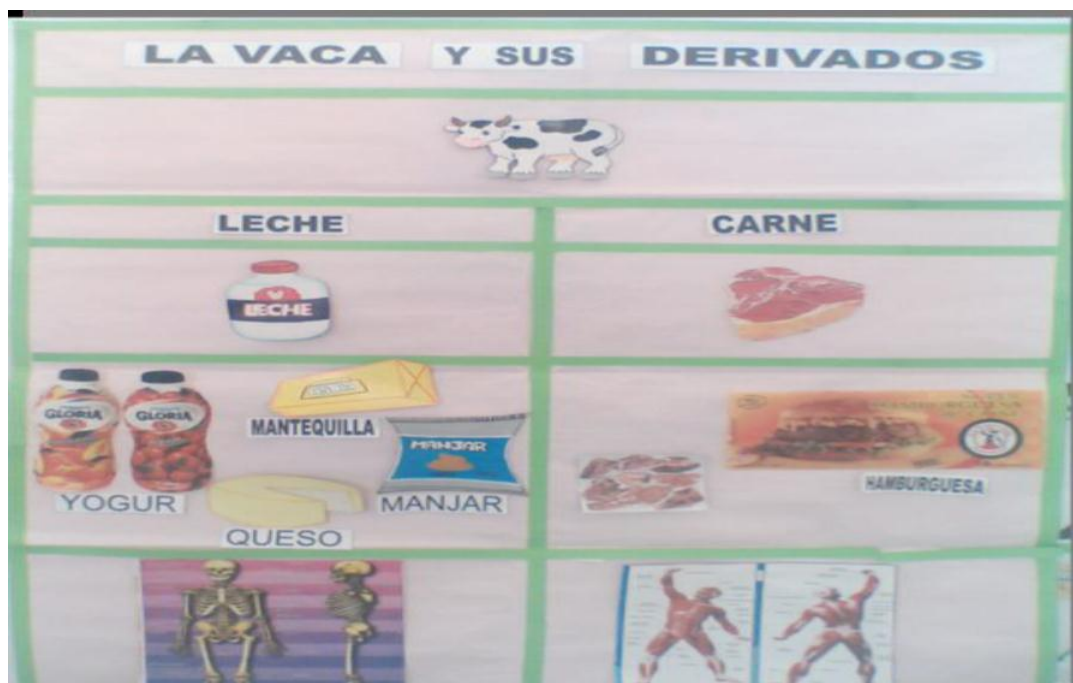 LA VACA Y SUS DERIVADOS
LECHE
CARNE
LECHE
GLORIA
GLORIA
MANTEQUILLA
MANJAR
YOGUR
MANJAR
QUESO
HAMBURGUESA